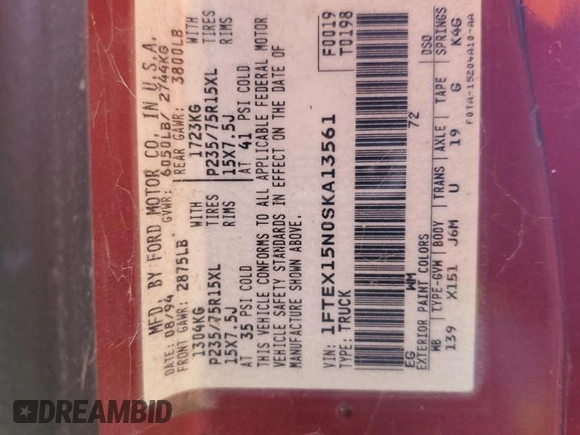 MFD. BY FORD MOTOR CO. IN U.S.A.
DATE: 08/94 GVWR: 6050LB/ 2744KG
FRONT GAWR: 2875LB REAR GAWR: 3800LB
1304KG WITH 1723KG WITH
P235/75R15XL TIRES P235/75R15XL TIRES
15X7.5J RIMS 15X7.5J RIMS
AT 35 PSI COLD AT 41 PSI COLD
THIS VEHICLE CONFORMS TO ALL APPLICABLE FEDERAL MOTOR
VEHICLE SAFETY STANDARDS IN EFFECT ON THE DATE OF
MANUFACTURE SHOWN ABOVE.
F0019
T0198
VIN: 1FTEX15N0SKA13561
TYPE: TRUCK
EG WM 72
EXTERIOR PAINT COLORS DSO
WB TYPE-GVM BODY TRANS AXLE TAPE SPRINGS
139 X151 J6M U 19 G K4G
F0TA-15204A10-AA
DREAMBID